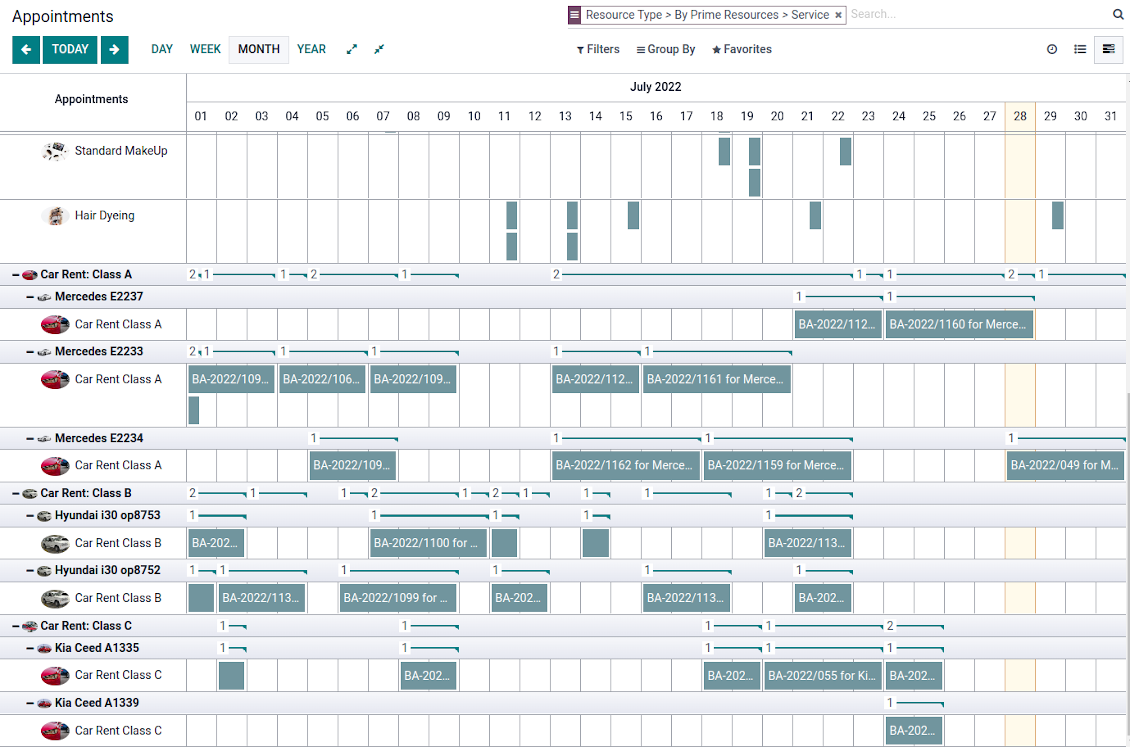 Appointments
Resource Type > By Prime Resources > Service × Search...
TODAY DAY WEEK MONTH YEAR Filters Group By Favorites
July 2022
Appointments
01 02 03 04 05 06 07 08 09 10 11 12 13 14 15 16 17 18 19 20 21 22 23 24 25 26 27 28 29 30 31
Standard MakeUp
Hair Dyeing
Car Rent: Class A 2 1 1 2 1 2 1 1 2 1
Mercedes E2237 1 1
Car Rent Class A BA-2022/112... BA-2022/1160 for Merce...
Mercedes E2233 2 1 1 1 1 1
Car Rent Class A BA-2022/109... BA-2022/106... BA-2022/109... BA-2022/112... BA-2022/1161 for Merce...
Mercedes E2234 1 1 1 1
Car Rent Class A BA-2022/109... BA-2022/1162 for Merce... BA-2022/1159 for Merce... BA-2022/049 for M...
Car Rent: Class B 2 1 1 2 1 2 1 1 1 1 2
Hyundai i30 op8753 1 1 1 1 1
Car Rent Class B BA-202... BA-2022/1100 for ... BA-2022/113...
Hyundai i30 op8752 1 1 1 1 1 1
Car Rent Class B BA-2022/113... BA-2022/1099 for ... BA-202... BA-2022/113... BA-202...
Car Rent: Class C 1 1 1 1 2
Kia Ceed A1335 1 1 1 1 1
Car Rent Class C BA-202... BA-202... BA-2022/055 for Ki... BA-202...
Kia Ceed A1339 1
Car Rent Class C BA-202...